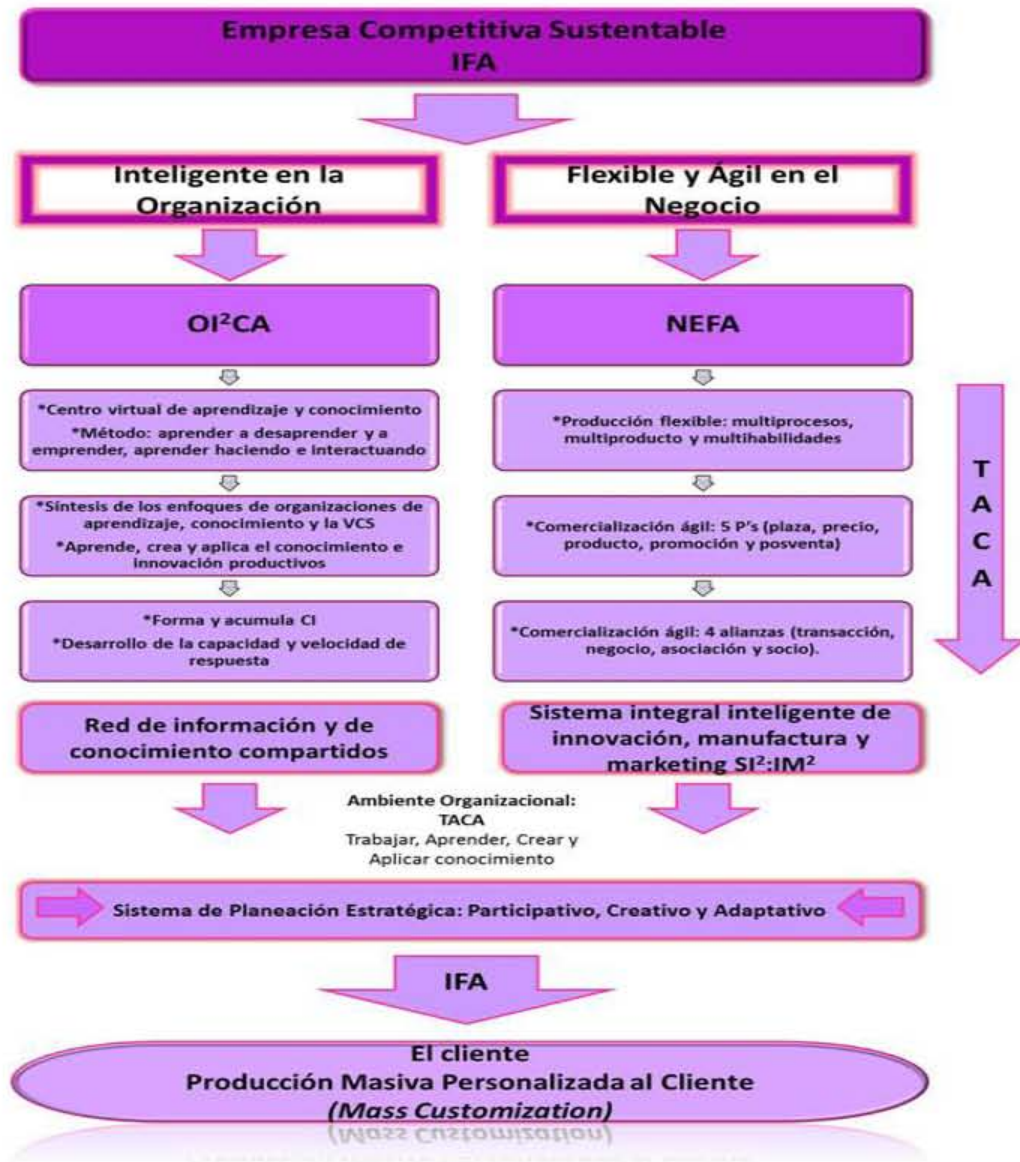 Empresa Competitiva Sustentable
IFA
Inteligente en la
Organización
Flexible y Ágil en el
Negocio
OI²CA
NEFA
*Centro virtual de aprendizaje y conocimiento
*Método: aprender a desaprender y a
emprender, aprender haciendo e interactuando
*Producción flexible: multiprocesos,
multiproducto y multihabilidades
*Síntesis de los enfoques de organizaciones de
aprendizaje, conocimiento y la VCS
*Aprende, crea y aplica el conocimiento e
innovación productivos
*Comercialización ágil: 5 P's (plaza, precio,
producto, promoción y posventa)
*Forma y acumula CI
*Desarrollo de la capacidad y velocidad de
respuesta
*Comercialización ágil: 4 alianzas (transacción,
negocio, asociación y socio).
T
A
C
A
Red de información y de
conocimiento compartidos
Sistema integral inteligente de
innovación, manufactura y
marketing SI²:IM²
Ambiente Organizacional:
TACA
Trabajar, Aprender, Crear y
Aplicar conocimiento
Sistema de Planeación Estratégica: Participativo, Creativo y Adaptativo
IFA
El cliente
Producción Masiva Personalizada al Cliente
(Mass Customization)